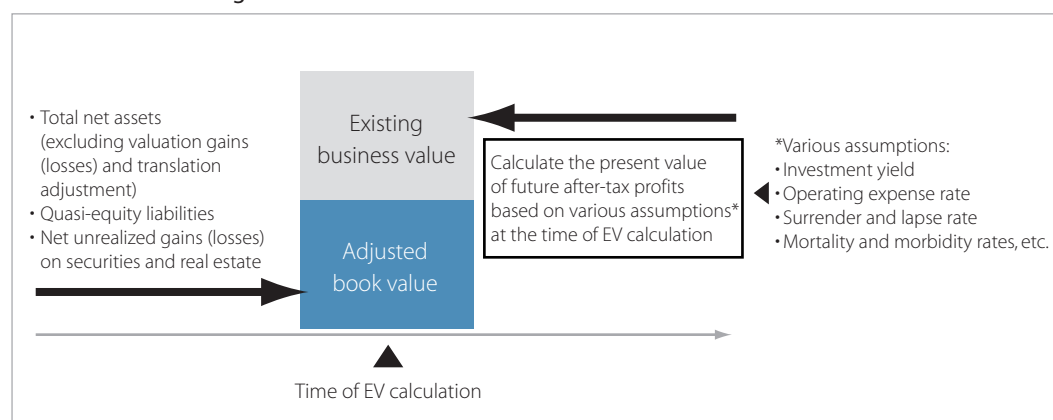 • Total net assets
(excluding valuation gains
(losses) and translation
adjustment)
• Quasi-equity liabilities
• Net unrealized gains (losses)
on securities and real estate
Existing
business value
Adjusted
book value
Calculate the present value
of future after-tax profits
based on various assumptions*
at the time of EV calculation
*Various assumptions:
• Investment yield
• Operating expense rate
• Surrender and lapse rate
• Mortality and morbidity rates, etc.
Time of EV calculation